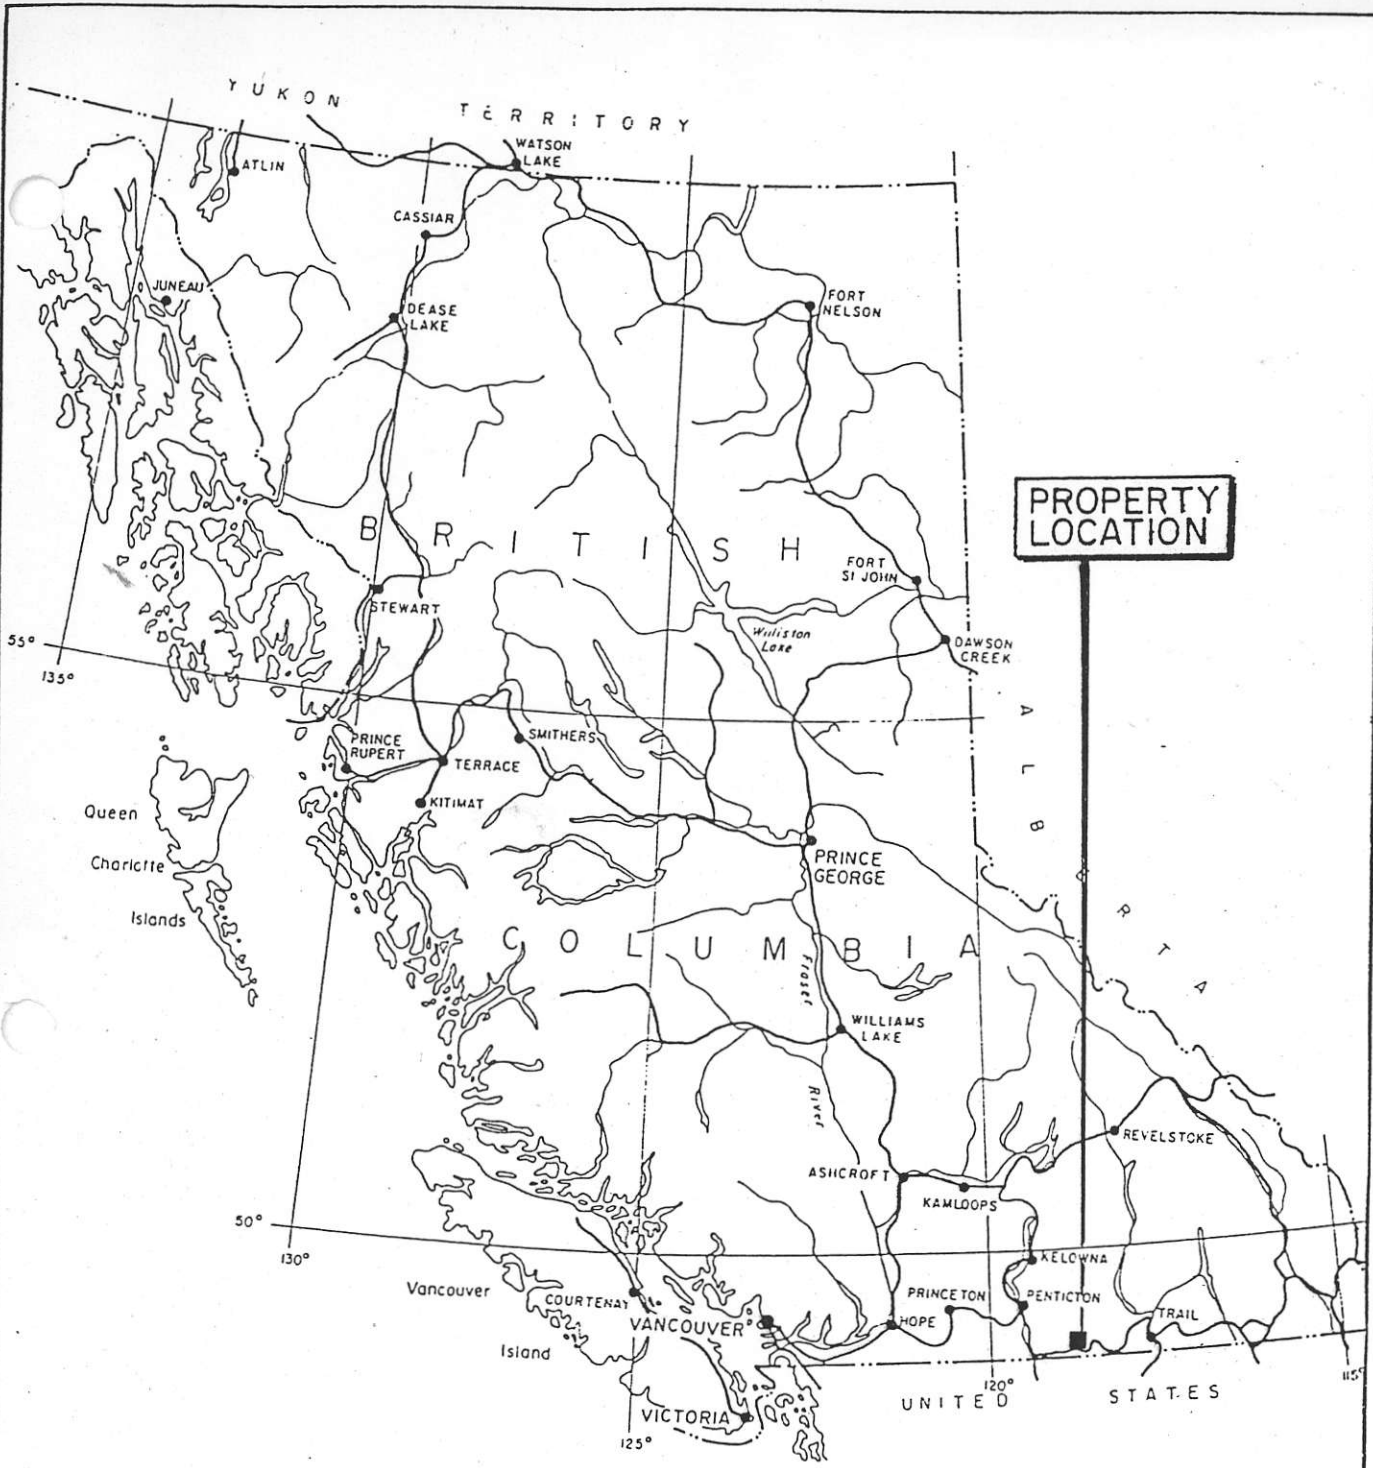 YUKON TERRITORY
WATSON
LAKE
ATLIN
CASSIAR
JUNEAU
DEASE
LAKE
FORT
NELSON
PROPERTY
LOCATION
BRITISH
FORT
ST JOHN
STEWART
Williston
Lake
DAWSON
CREEK
55°
135°
ALBERTA
PRINCE
RUPERT
SMITHERS
TERRACE
KITIMAT
Queen
Charlotte
Islands
PRINCE
GEORGE
COLUMBIA
Fraser
River
WILLIAMS
LAKE
REVELSTOKE
ASHCROFT
KAMLOOPS
50°
130°
KELOWNA
Vancouver
Island
COURTENAY
PRINCETON
PENTICTON
VANCOUVER
HOPE
TRAIL
120°
115°
UNITED STATES
VICTORIA
125°